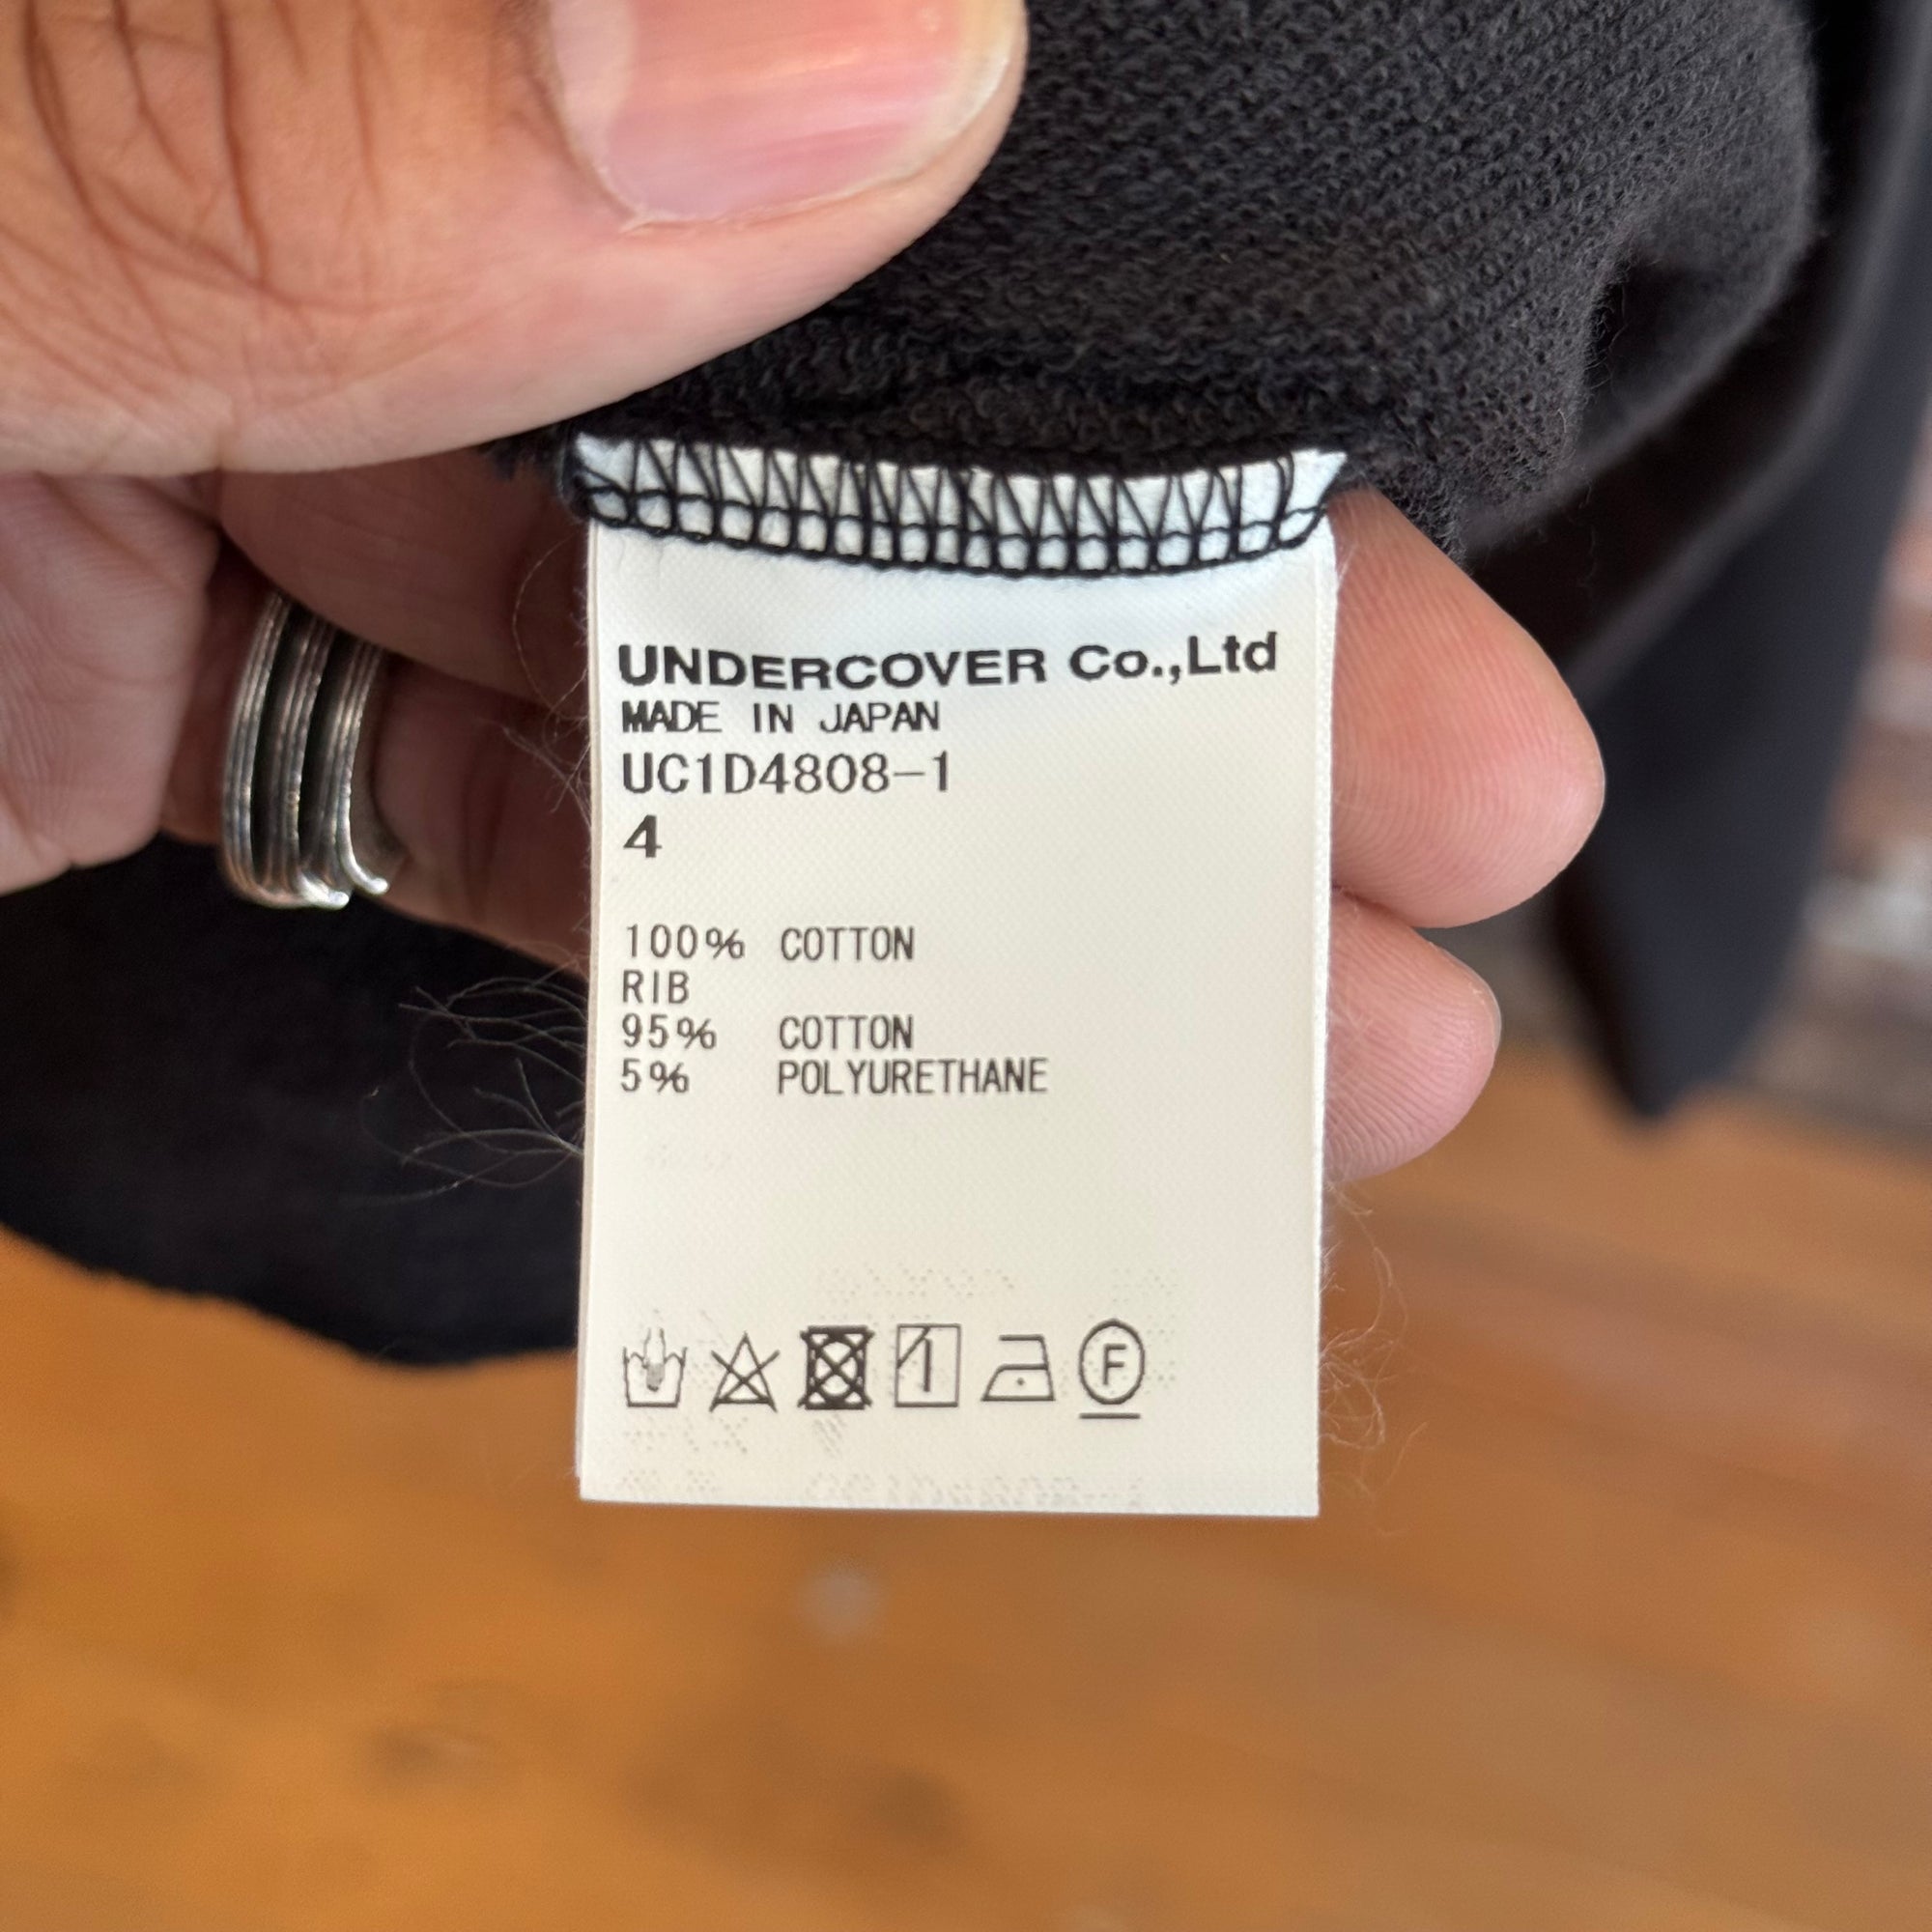 UNDERCOVER Co.,Ltd
MADE IN JAPAN
UC1D4808-1
4
100% COTTON
RIB
95% COTTON
5% POLYURETHANE
F